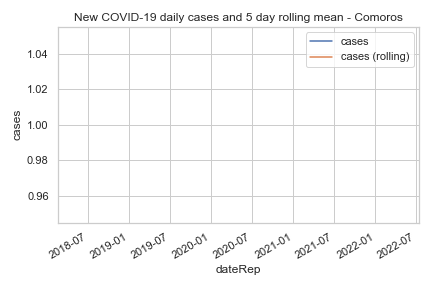 New COVID-19 daily cases and 5 day rolling mean - Comoros
cases
cases (rolling)
1.04
1.02
1.00
0.98
0.96
cases
2018-07
2019-01
2019-07
2020-01
2020-07
2021-01
2021-07
2022-01
2022-07
dateRep